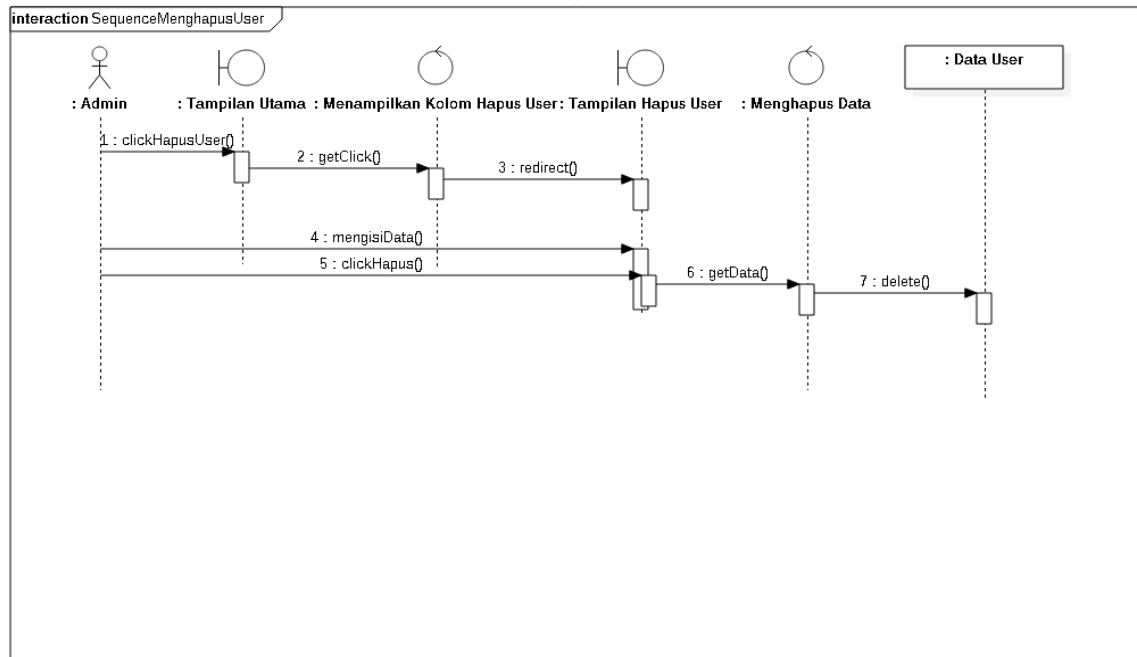 interaction SequenceMenghapusUser
: Admin
: Tampilan Utama
: Menampilkan Kolom Hapus User
: Tampilan Hapus User
: Menghapus Data
: Data User
1 : clickHapusUser()
2 : getClick()
3 : redirect()
4 : mengisiData()
5 : clickHapus()
6 : getData()
7 : delete()